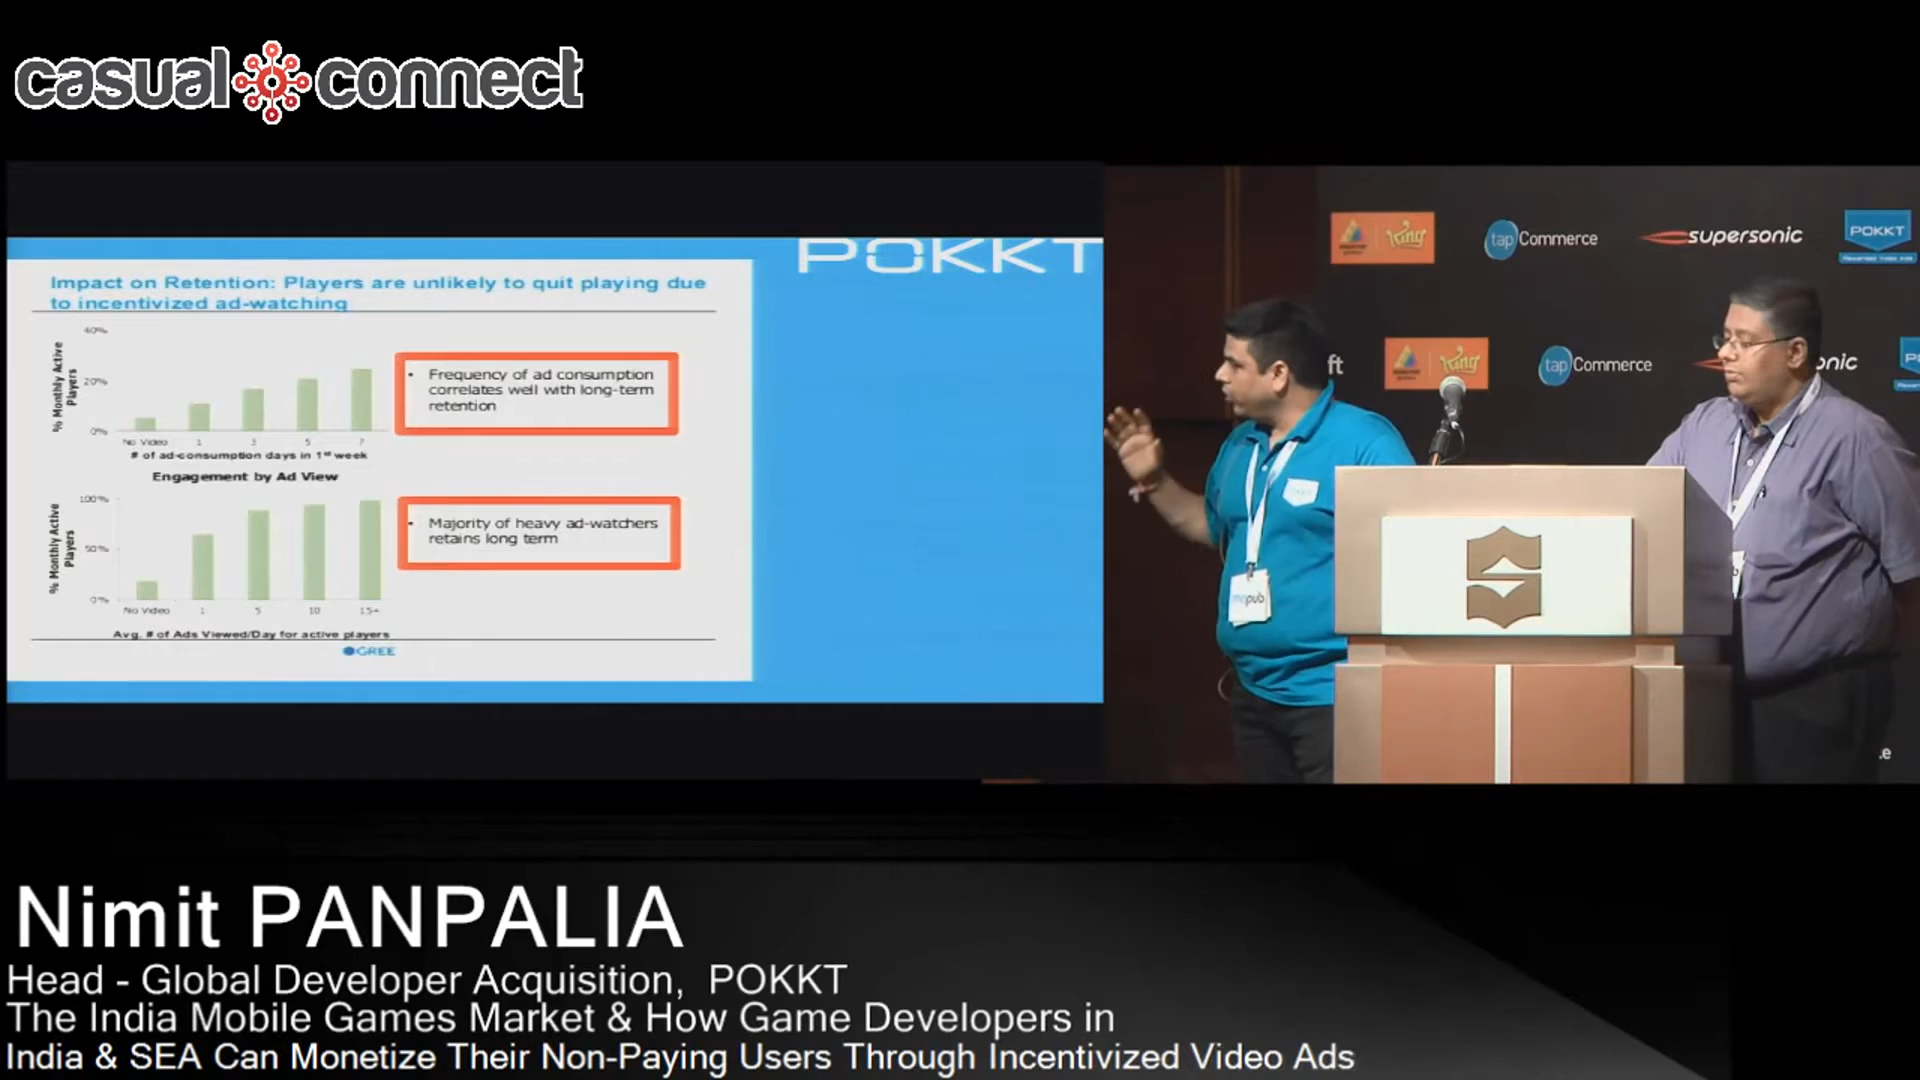 casual connect
POKKT
Impact on Retention: Players are unlikely to quit playing due
to incentivized ad-watching
40%
20%
0%
% Monthly Active
Players
No Video 1 3 5 7
# of ad-consumption days in 1st week
Frequency of ad consumption
correlates well with long-term
retention
Engagement by Ad View
100%
50%
0%
% Monthly Active
Players
No Video 1 5 10 15+
Avg. # of Ads Viewed/Day for active players
Majority of heavy ad-watchers
retains long term
GREE
King
tapCommerce
supersonic
POKKT
ft
King
tapCommerce
onic
mopub
S
.e
Nimit PANPALIA
Head - Global Developer Acquisition, POKKT
The India Mobile Games Market & How Game Developers in
India & SEA Can Monetize Their Non-Paying Users Through Incentivized Video Ads